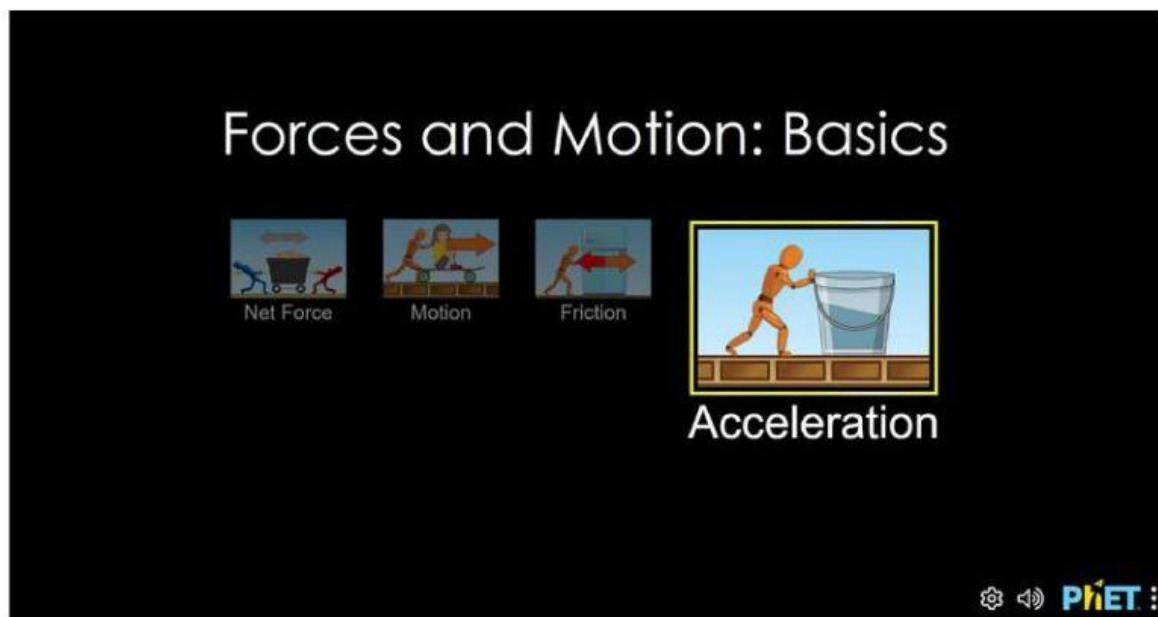 Forces and Motion: Basics
Net Force
Motion
Friction
Acceleration
PhET